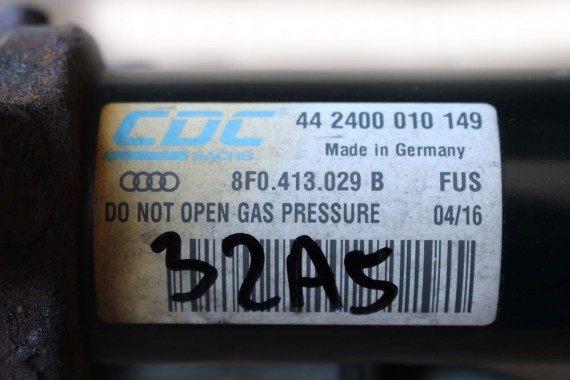 CDC® 44 2400 010 149
SACHS Made in Germany
8F0.413.029 B FUS
DO NOT OPEN GAS PRESSURE 04/16
32A5